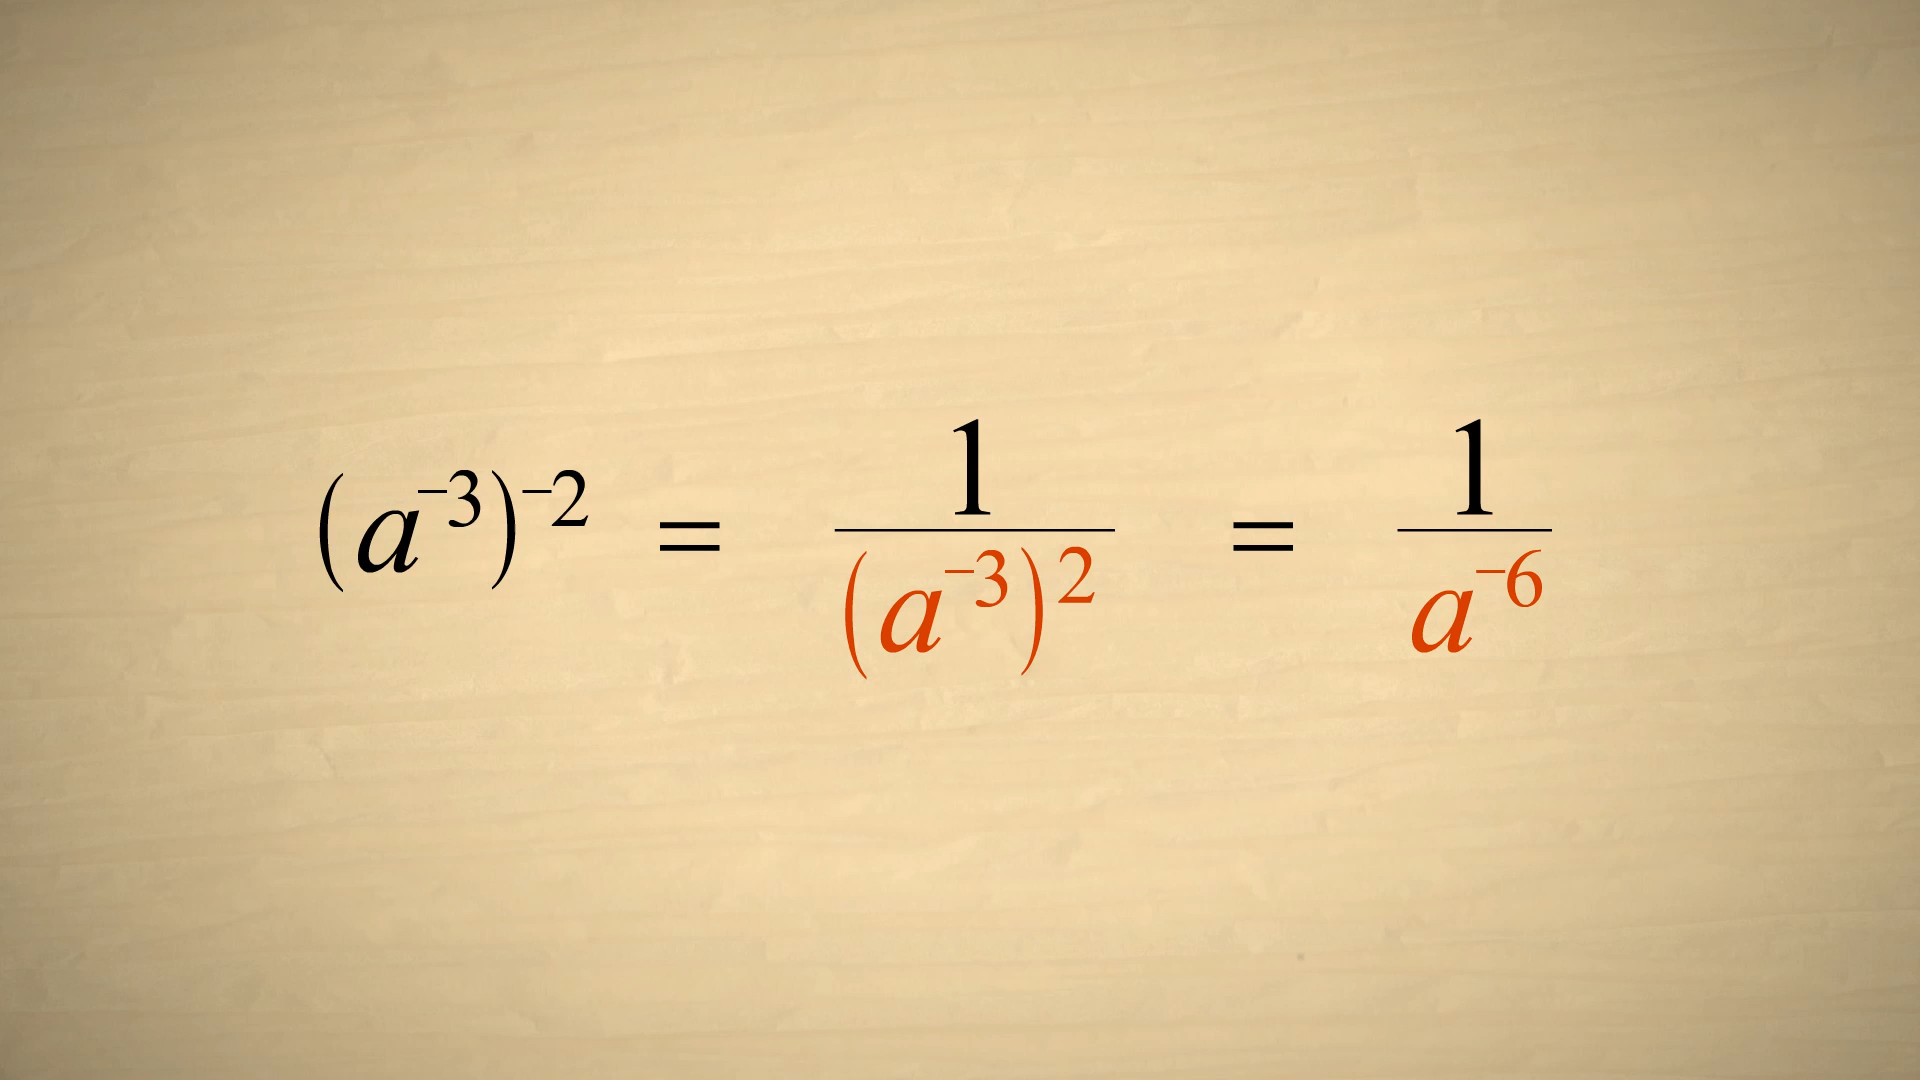 (a⁻³)⁻² = 1/(a⁻³)² = 1/a⁻⁶